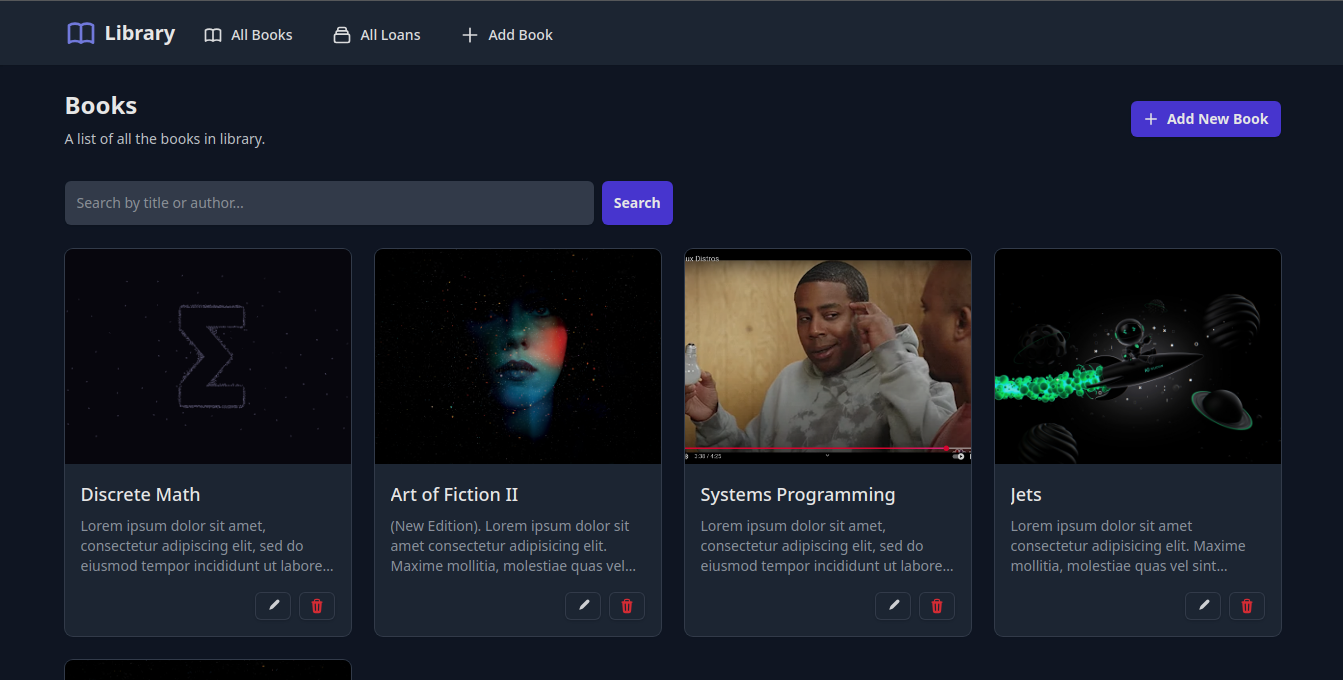 Library
All Books
All Loans
Add Book
Books
A list of all the books in library.
Add New Book
Search by title or author...
Search
ux Distros
3:38 / 4:25
Discrete Math
Lorem ipsum dolor sit amet,
consectetur adipiscing elit, sed do
eiusmod tempor incididunt ut labore...
Art of Fiction II
(New Edition). Lorem ipsum dolor sit
amet consectetur adipisicing elit.
Maxime mollitia, molestiae quas vel...
Systems Programming
Lorem ipsum dolor sit amet,
consectetur adipiscing elit, sed do
eiusmod tempor incididunt ut labore...
Jets
Lorem ipsum dolor sit amet
consectetur adipisicing elit. Maxime
mollitia, molestiae quas vel sint...